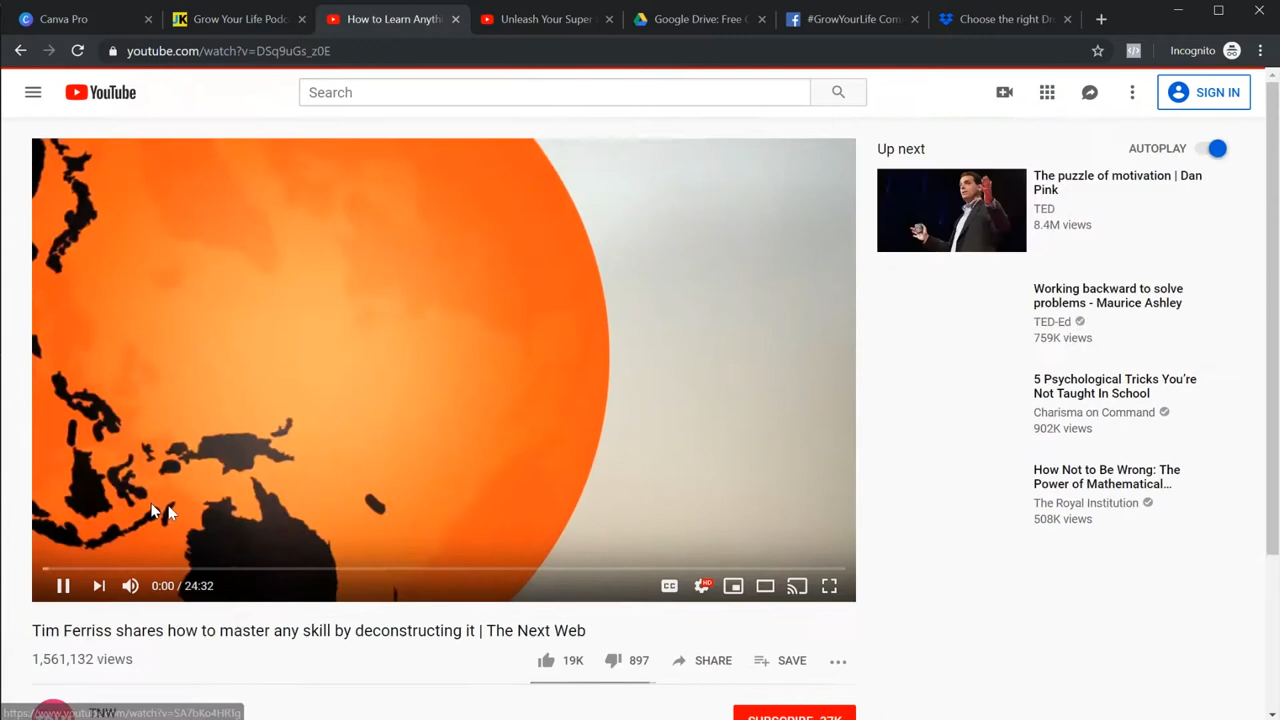 Canva Pro
Grow Your Life Podc
How to Learn Anythi
Unleash Your Super
Google Drive: Free C
#GrowYourLife Com
Choose the right Dr
youtube.com/watch?v=DSq9uGs_z0E
Incognito
YouTube
Search
SIGN IN
Up next
AUTOPLAY
The puzzle of motivation | Dan
Pink
TED
8.4M views
Working backward to solve
problems - Maurice Ashley
TED-Ed
759K views
5 Psychological Tricks You're
Not Taught In School
Charisma on Command
902K views
How Not to Be Wrong: The
Power of Mathematical...
The Royal Institution
508K views
0:00 / 24:32
CC
HD
Tim Ferriss shares how to master any skill by deconstructing it | The Next Web
1,561,132 views
19K
897
SHARE
SAVE
TNW
SUBSCRIBE 37K